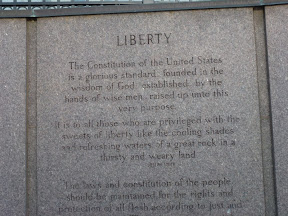 LIBERTY
The Constitution of the United States
is a glorious standard founded in the
wisdom of God established by the
hands of wise men raised up unto this
very purpose.
It is to all those who are privileged with the
sweets of liberty like the cooling shades
and refreshing waters of a great rock in a
thirsty and weary land
The laws and constitution of the people
should be maintained for the rights and
protection of all flesh according to just and